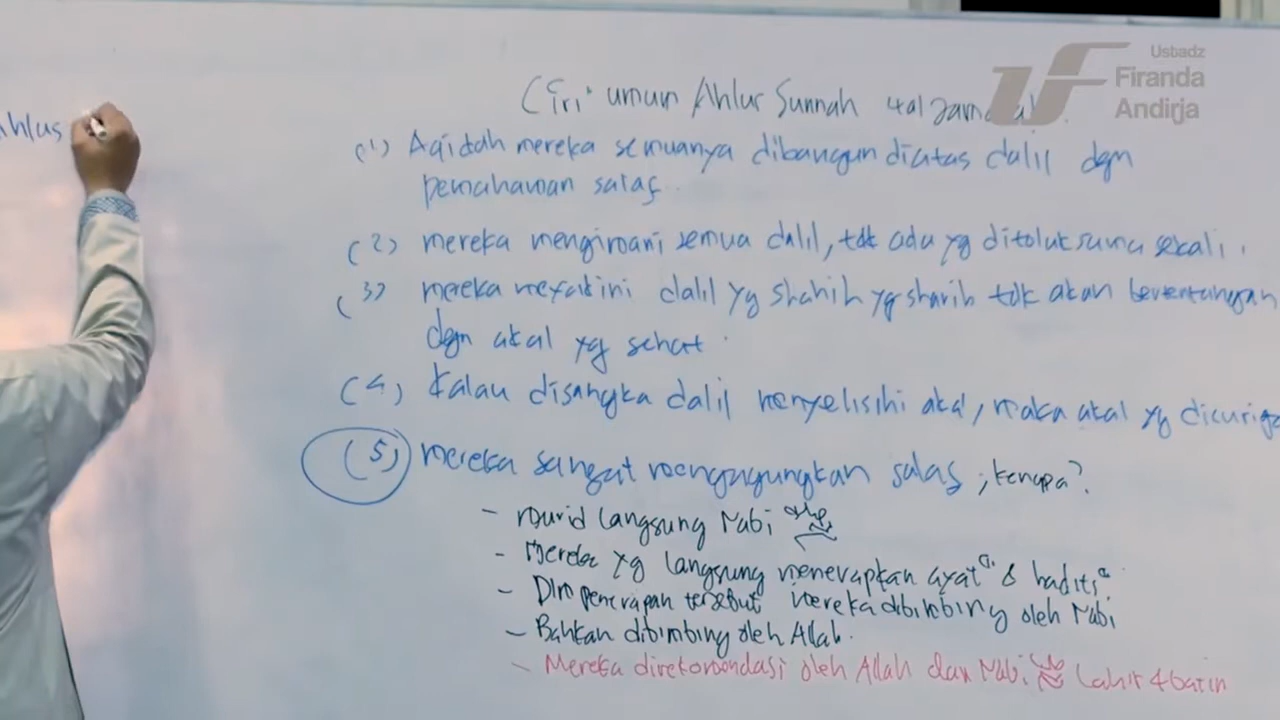 Ustadz
Firanda
Andirja
Ciri² umum Ahlus Sunnah
Ahlus
(1) Aqidah mereka semuanya dibangun diatas dalil dgn
pemahaman salaf.
(2) mereka mengimani semua dalil, tdk ada yg ditolak sama sekali.
(3) mereka meyakini dalil yg shahih yg sharih tdk akan bertentangan
dgn akal yg sehat.
(4) Kalau disangka dalil menyelisihi akal, maka akal yg dicuriga
(5) mereka sangat mengagungkan salaf ; kenapa?
- murid langsung Nabi ﷺ
- Mereka yg langsung menerapkan ayat² & hadits².
- Dlm penerapan tersebut mereka dibimbing oleh Nabi
- Bahkan dibimbing oleh Allah.
- Mereka direkomendasi oleh Allah dan Nabi ﷺ lahir & batin